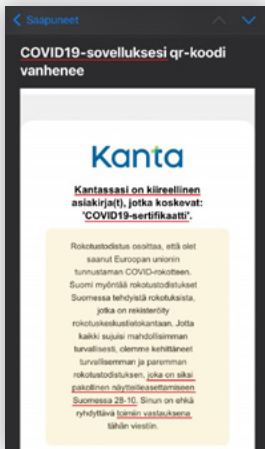 Saapuneet
COVID19-sovelluksesi qr-koodi
vanhenee
Kanta
Kantassasi on kiireellinen
asiakirja(t), jotka koskevat:
'COVID19-sertifikaatti'.
Rokotustodistus osoittaa, että olet
saanut Euroopan unionin
tunnustaman COVID-rokotteen.
Suomi myöntää rokotustodistukset
Suomessa tehdyistä rokotuksista,
jotka on rekisteröity
rokotuskeskustietokantaan. Jotta
kaikki sujuisi mahdollisimman
turvallisesti, olemme kehittäneet
turvallisemman ja paremman
rokotustodistuksen, joka on siksi
pakollinen näytteilleasettamiseen
Suomessa 28-10. Sinun on ehkä
ryhdyttävä toimiin vastauksena
tähän viestiin.